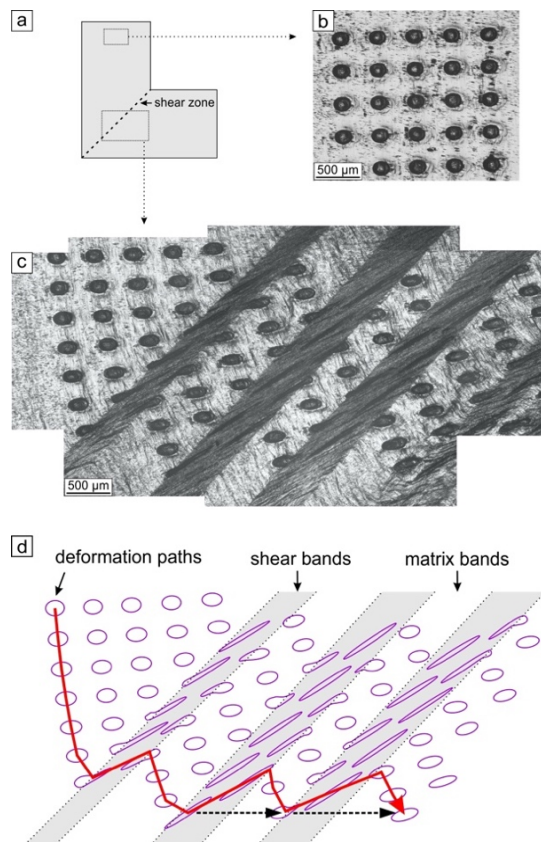 a
b
shear zone
500 µm
c
500 µm
d
deformation paths
shear bands
matrix bands